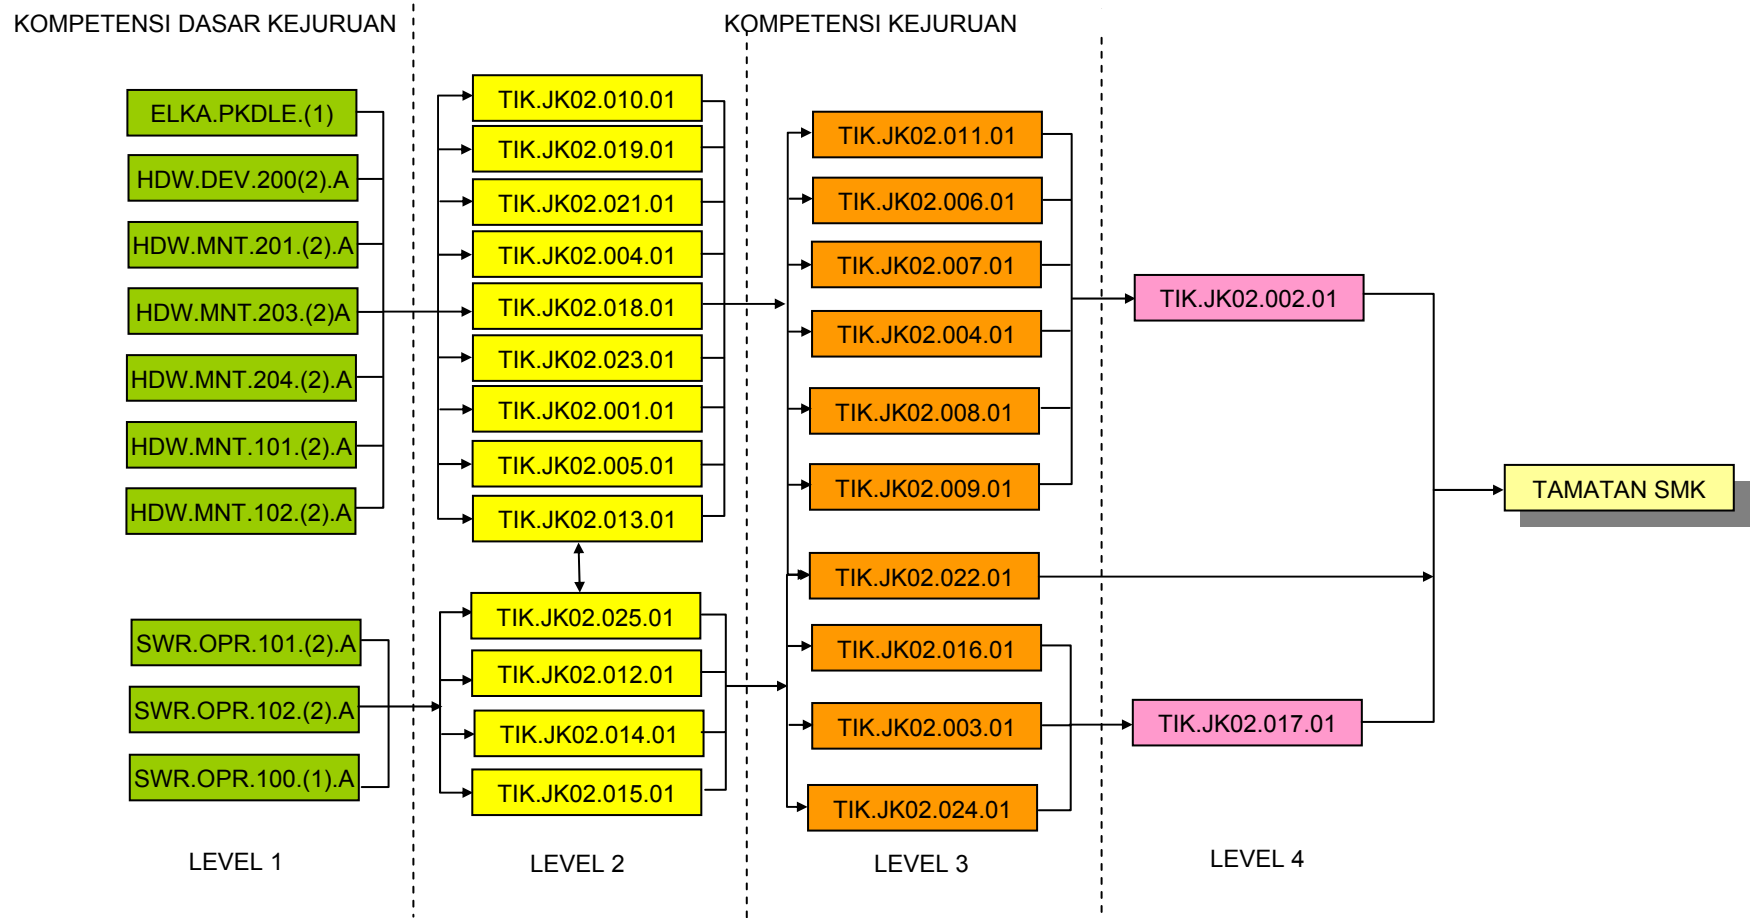 KOMPETENSI DASAR KEJURUAN
KOMPETENSI KEJURUAN
ELKA.PKDLE.(1)
HDW.DEV.200(2).A
HDW.MNT.201.(2).A
HDW.MNT.203.(2)A
HDW.MNT.204.(2).A
HDW.MNT.101.(2).A
HDW.MNT.102.(2).A
SWR.OPR.101.(2).A
SWR.OPR.102.(2).A
SWR.OPR.100.(1).A
LEVEL 1
TIK.JK02.010.01
TIK.JK02.019.01
TIK.JK02.021.01
TIK.JK02.004.01
TIK.JK02.018.01
TIK.JK02.023.01
TIK.JK02.001.01
TIK.JK02.005.01
TIK.JK02.013.01
TIK.JK02.025.01
TIK.JK02.012.01
TIK.JK02.014.01
TIK.JK02.015.01
LEVEL 2
TIK.JK02.011.01
TIK.JK02.006.01
TIK.JK02.007.01
TIK.JK02.004.01
TIK.JK02.008.01
TIK.JK02.009.01
TIK.JK02.022.01
TIK.JK02.016.01
TIK.JK02.003.01
TIK.JK02.024.01
LEVEL 3
TIK.JK02.002.01
TIK.JK02.017.01
LEVEL 4
TAMATAN SMK